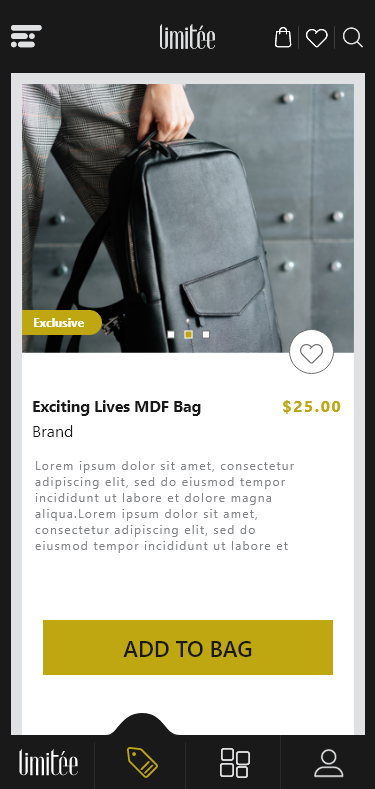 limitée
Exclusive
Exciting Lives MDF Bag
$25.00
Brand
Lorem ipsum dolor sit amet, consectetur
adipiscing elit, sed do eiusmod tempor
incididunt ut labore et dolore magna
aliqua.Lorem ipsum dolor sit amet,
consectetur adipiscing elit, sed do
eiusmod tempor incididunt ut labore et
ADD TO BAG
limitée